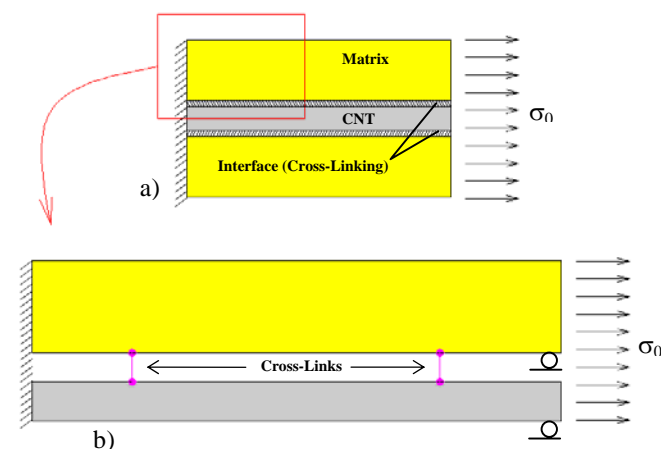 Matrix
CNT
σ0
Interface (Cross-Linking)
a)
Cross-Links
σ0
b)